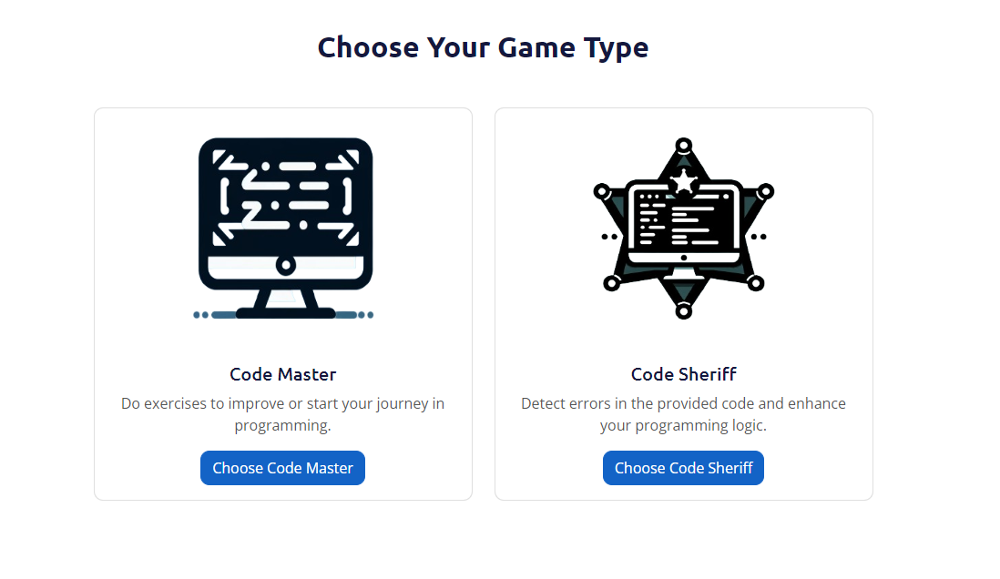 Choose Your Game Type
Code Master
Do exercises to improve or start your journey in
programming.
Choose Code Master
Code Sheriff
Detect errors in the provided code and enhance
your programming logic.
Choose Code Sheriff